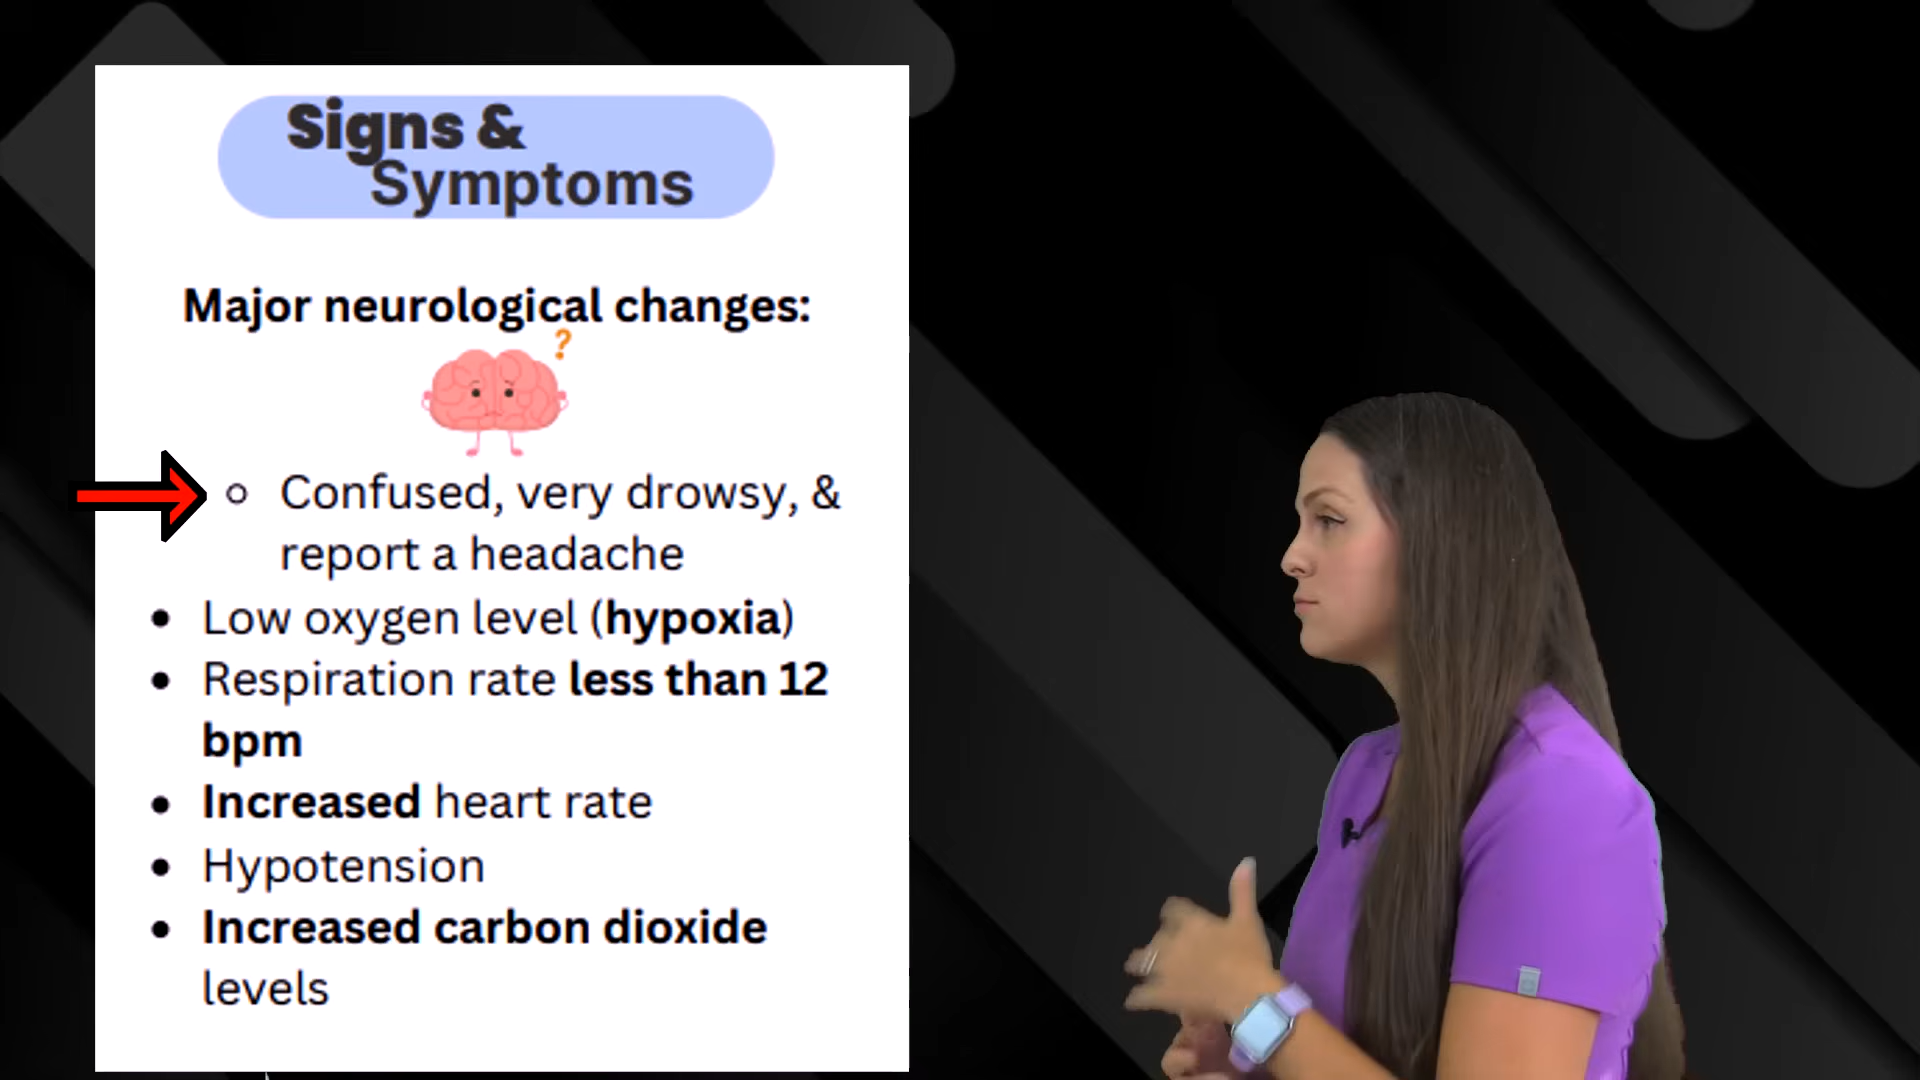 Signs &
Symptoms
Major neurological changes:
?
○ Confused, very drowsy, &
report a headache
• Low oxygen level (hypoxia)
• Respiration rate less than 12
bpm
• Increased heart rate
• Hypotension
• Increased carbon dioxide
levels